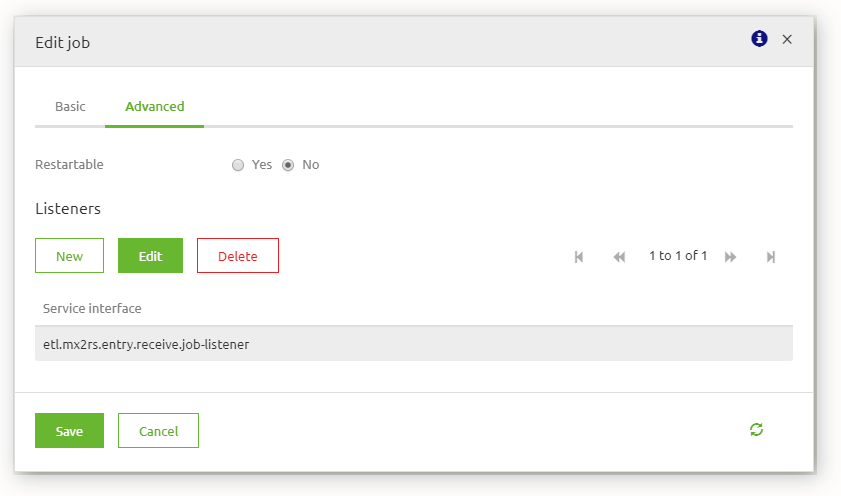 Edit job
Basic Advanced
Restartable Yes No
Listeners
New Edit Delete 1 to 1 of 1
Service interface
etl.mx2rs.entry.receive.job-listener
Save Cancel